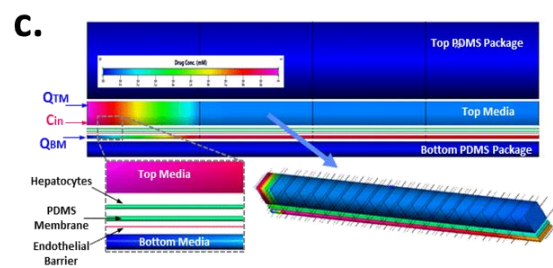 c.
Top PDMS Package
Drug Conc. (mM)
QTM
Top Media
Cin
QBM
Bottom PDMS Package
Top Media
Hepatocytes
PDMS
Membrane
Endothelial
Barrier
Bottom Media